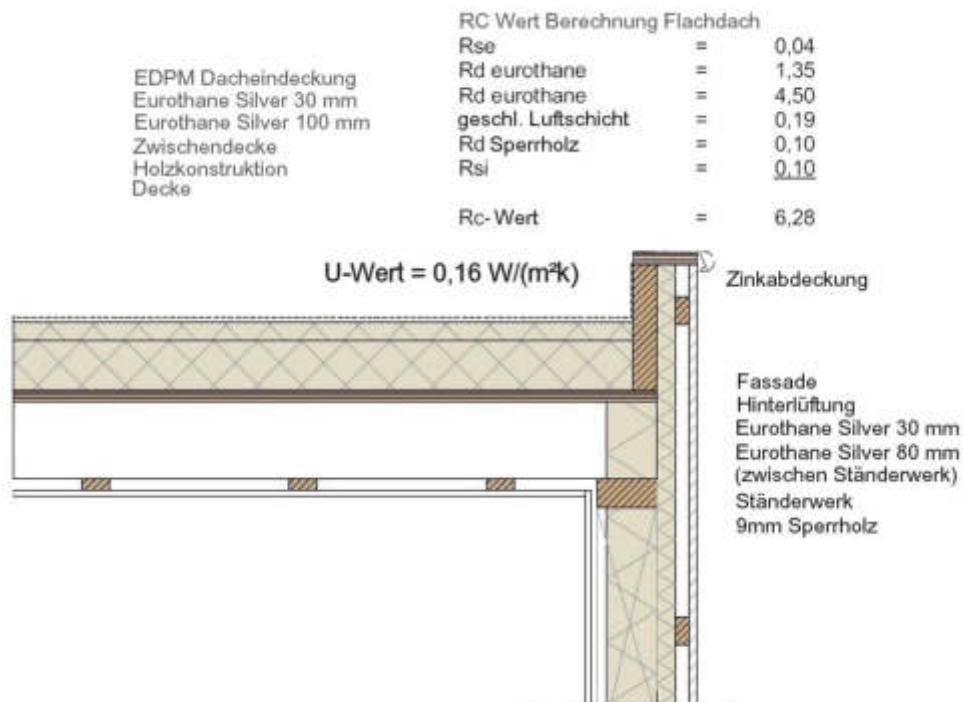 RC Wert Berechnung Flachdach
Rse = 0,04
Rd eurothane = 1,35
Rd eurothane = 4,50
geschl. Luftschicht = 0,19
Rd Sperrholz = 0,10
Rsi = 0,10
Rc-Wert = 6,28
EDPM Dacheindeckung
Eurothane Silver 30 mm
Eurothane Silver 100 mm
Zwischendecke
Holzkonstruktion
Decke
U-Wert = 0,16 W/(m²k)
Zinkabdeckung
Fassade
Hinterlüftung
Eurothane Silver 30 mm
Eurothane Silver 80 mm
(zwischen Ständerwerk)
Ständerwerk
9mm Sperrholz